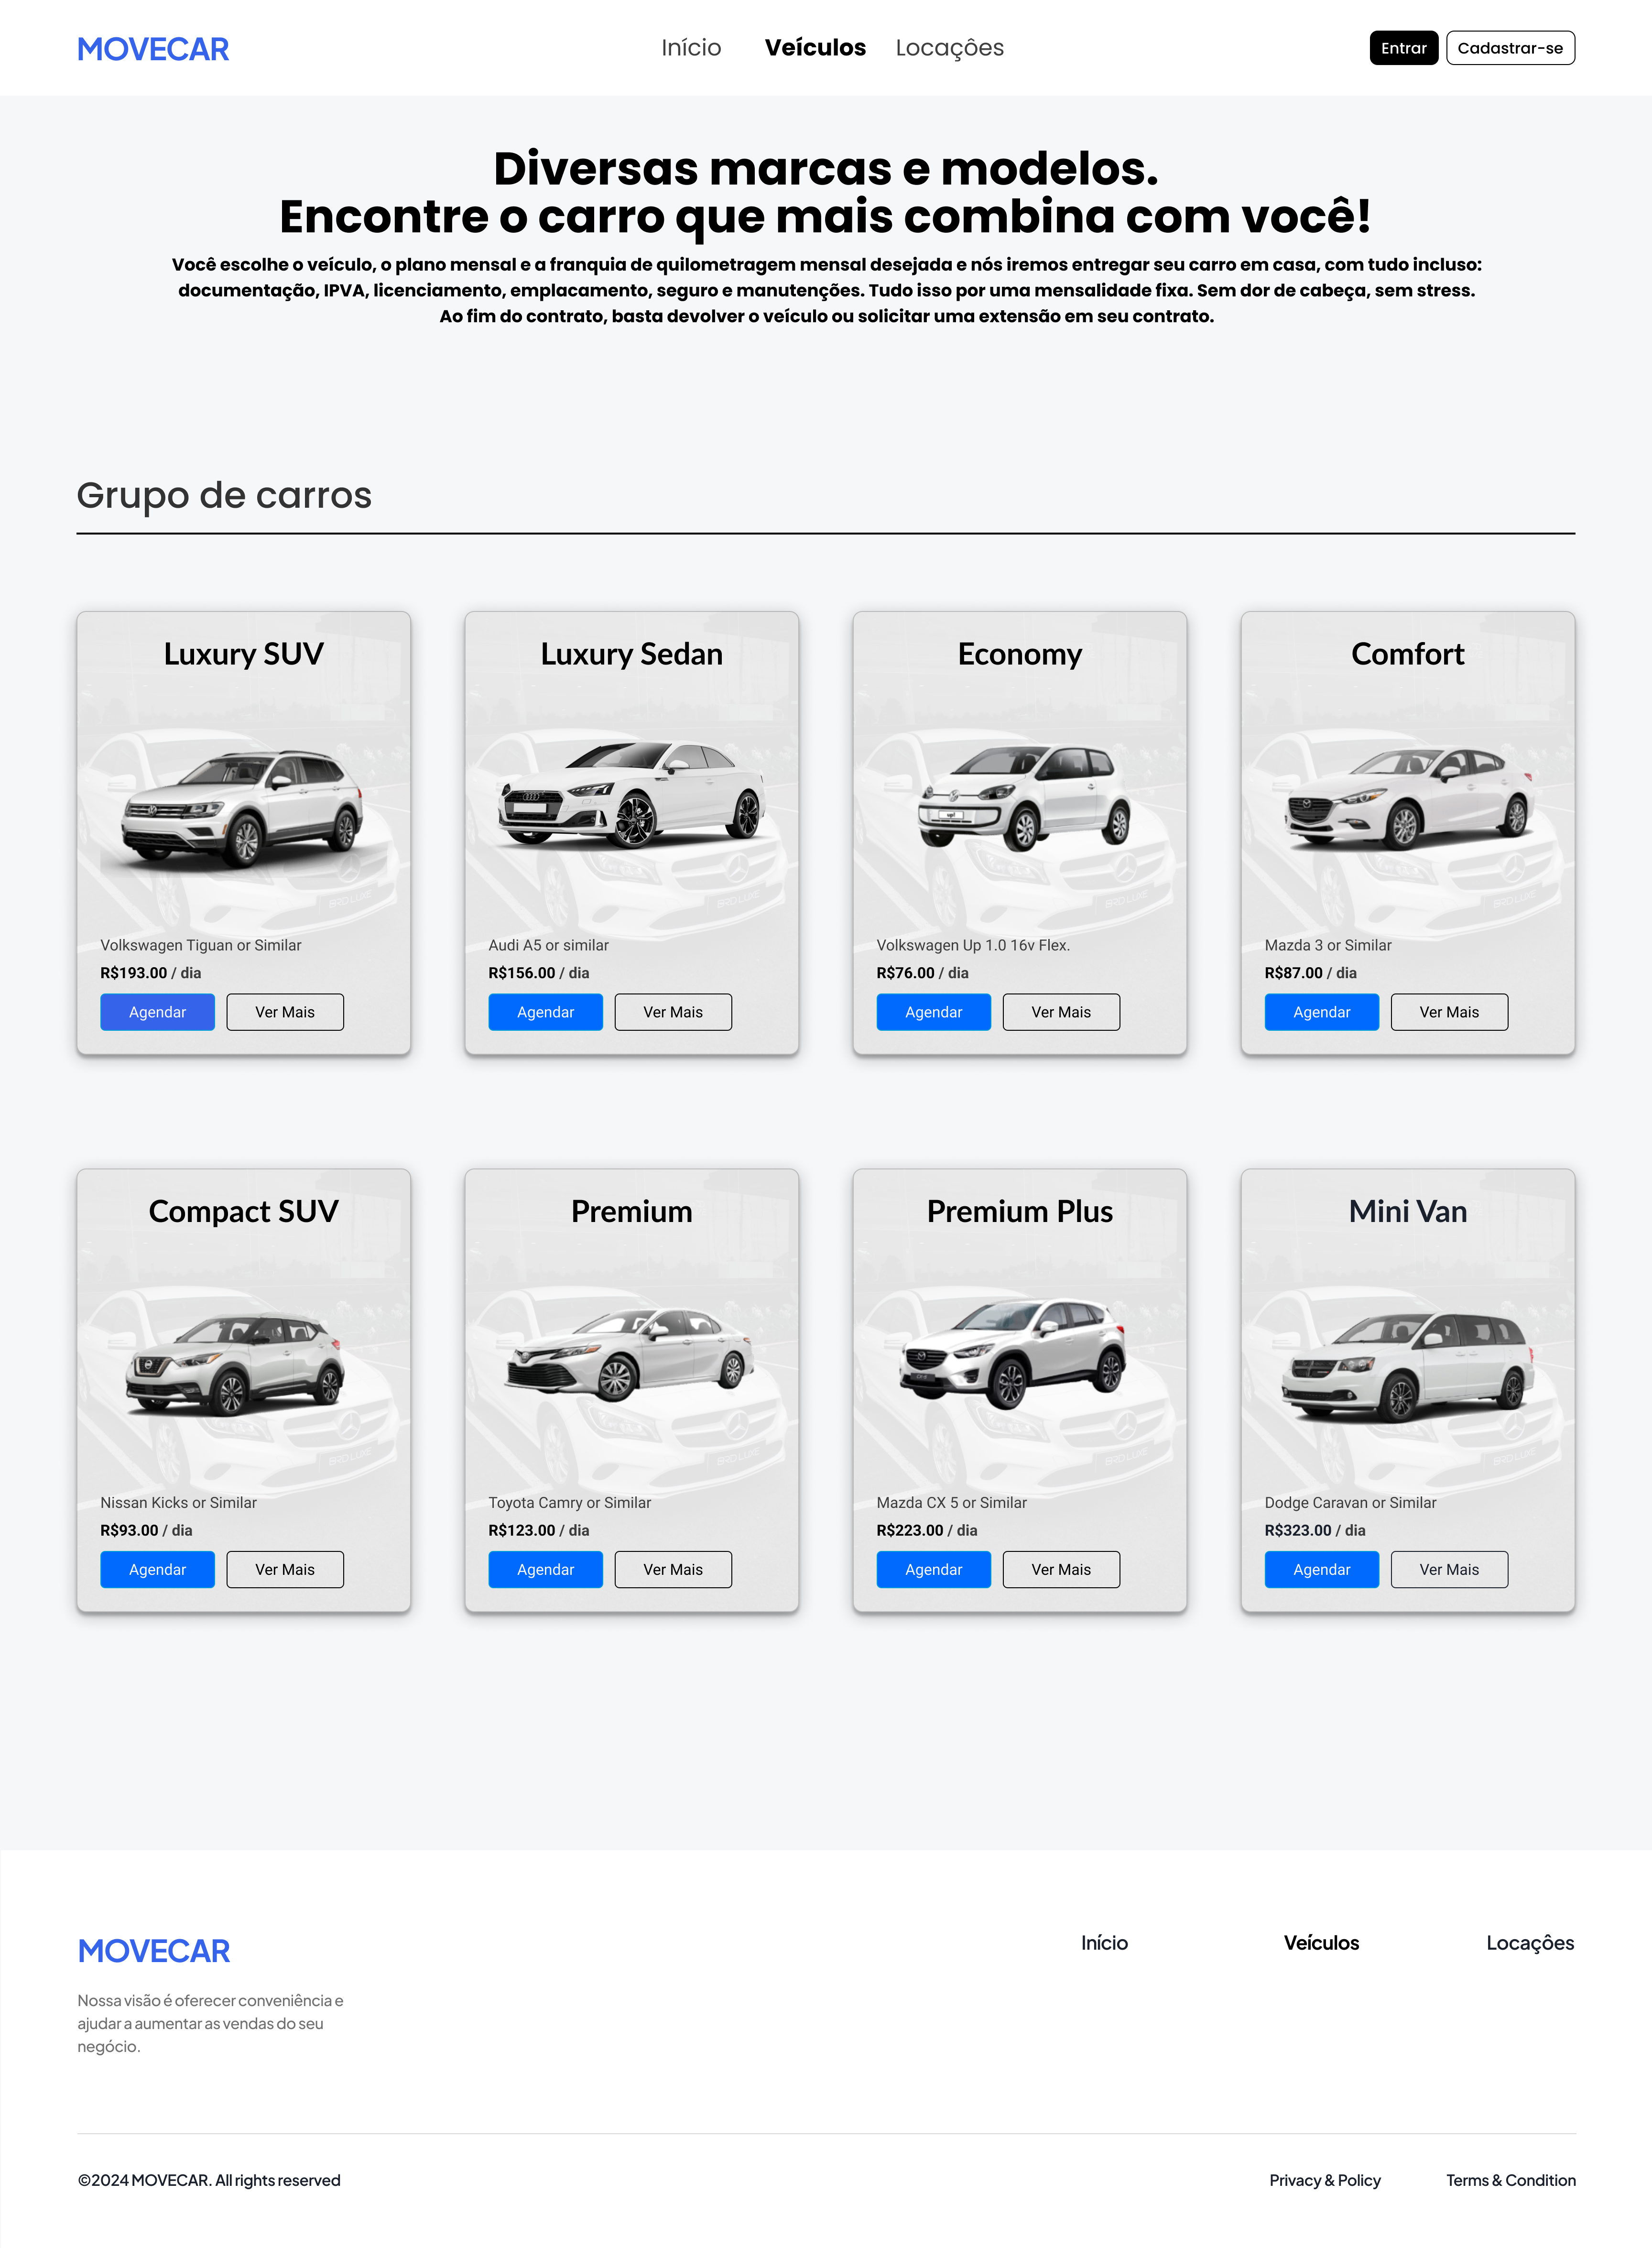 MOVECAR
Início Veículos Locações
Entrar Cadastrar-se
Diversas marcas e modelos.
Encontre o carro que mais combina com você!
Você escolhe o veículo, o plano mensal e a franquia de quilometragem mensal desejada e nós iremos entregar seu carro em casa, com tudo incluso:
documentação, IPVA, licenciamento, emplacamento, seguro e manutenções. Tudo isso por uma mensalidade fixa. Sem dor de cabeça, sem stress.
Ao fim do contrato, basta devolver o veículo ou solicitar uma extensão em seu contrato.
Grupo de carros
Luxury SUV
Volkswagen Tiguan or Similar
R$193.00 / dia
Agendar Ver Mais
Luxury Sedan
Audi A5 or similar
R$156.00 / dia
Agendar Ver Mais
Economy
up!
Volkswagen Up 1.0 16v Flex.
R$76.00 / dia
Agendar Ver Mais
Comfort
Mazda 3 or Similar
R$87.00 / dia
Agendar Ver Mais
Compact SUV
Nissan Kicks or Similar
R$93.00 / dia
Agendar Ver Mais
Premium
Toyota Camry or Similar
R$123.00 / dia
Agendar Ver Mais
Premium Plus
Mazda CX 5 or Similar
R$223.00 / dia
Agendar Ver Mais
Mini Van
Dodge Caravan or Similar
R$323.00 / dia
Agendar Ver Mais
MOVECAR
Início Veículos Locações
Nossa visão é oferecer conveniência e
ajudar a aumentar as vendas do seu
negócio.
©2024 MOVECAR. All rights reserved
Privacy & Policy Terms & Condition